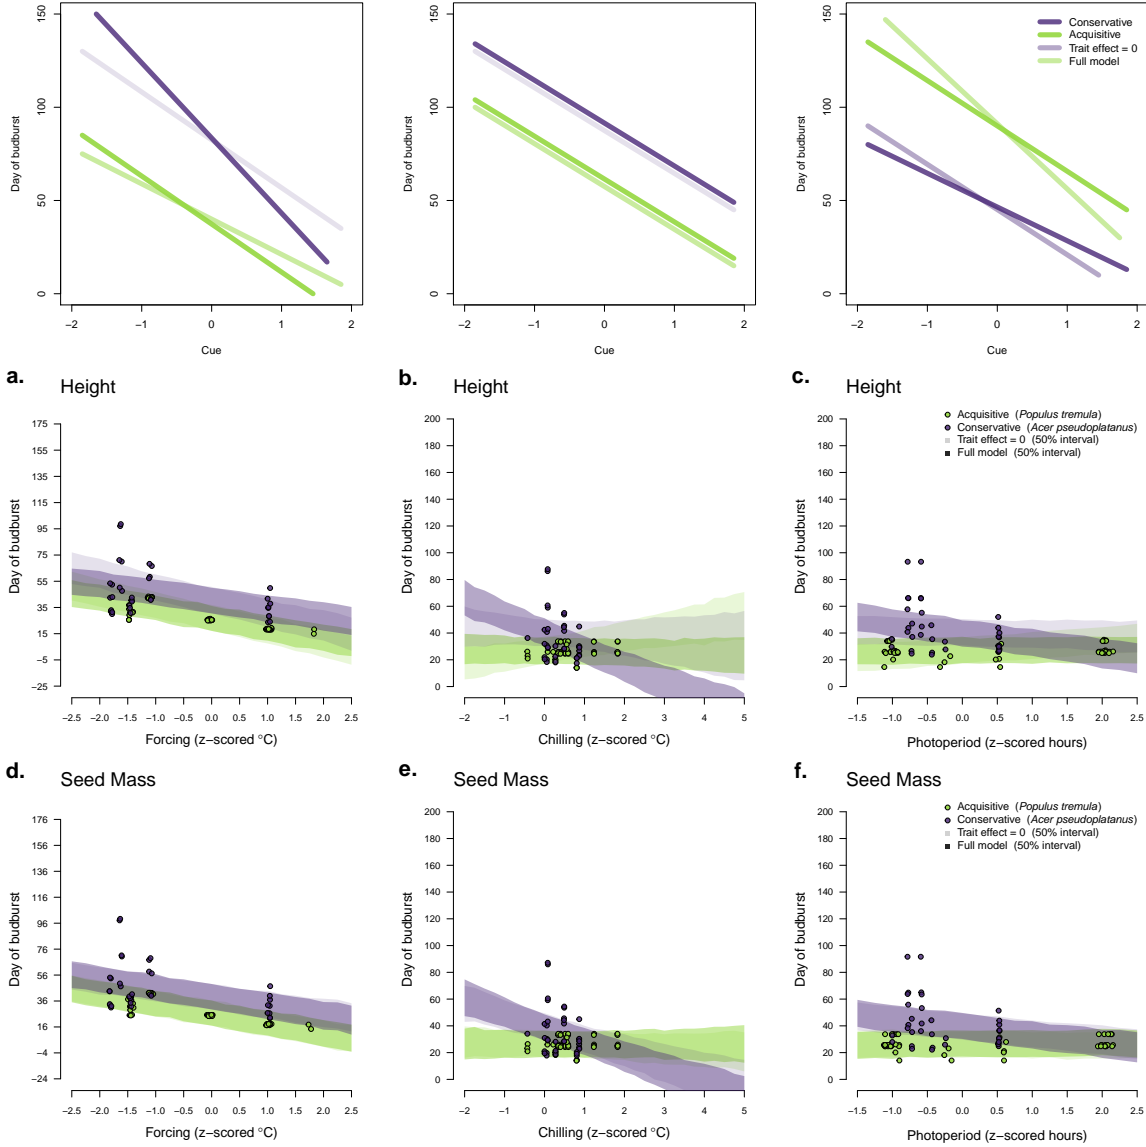 150
100
50
0
Day of budburst
−2 −1 0 1 2
Cue
150
100
50
0
Day of budburst
−2 −1 0 1 2
Cue
150
100
50
0
Day of budburst
−2 −1 0 1 2
Cue
Conservative
Acquisitive
Trait effect = 0
Full model
a.
Height
175
155
135
115
95
75
55
35
15
−5
−25
Day of budburst
−2.5 −2.0 −1.5 −1.0 −0.5 0.0 0.5 1.0 1.5 2.0 2.5
Forcing (z−scored °C)
b.
Height
200
180
160
140
120
100
80
60
40
20
0
Day of budburst
−2 −1 0 1 2 3 4 5
Chilling (z−scored °C)
c.
Height
200
180
160
140
120
100
80
60
40
20
0
Day of budburst
−1.5 −1.0 −0.5 0.0 0.5 1.0 1.5 2.0 2.5
Photoperiod (z−scored hours)
Acquisitive (Populus tremula)
Conservative (Acer pseudoplatanus)
Trait effect = 0 (50% interval)
Full model (50% interval)
d.
Seed Mass
176
156
136
116
96
76
56
36
16
−4
−24
Day of budburst
−2.5 −2.0 −1.5 −1.0 −0.5 0.0 0.5 1.0 1.5 2.0 2.5
Forcing (z−scored °C)
e.
Seed Mass
200
180
160
140
120
100
80
60
40
20
0
Day of budburst
−2 −1 0 1 2 3 4 5
Chilling (z−scored °C)
f.
Seed Mass
200
180
160
140
120
100
80
60
40
20
0
Day of budburst
−1.5 −1.0 −0.5 0.0 0.5 1.0 1.5 2.0 2.5
Photoperiod (z−scored hours)
Acquisitive (Populus tremula)
Conservative (Acer pseudoplatanus)
Trait effect = 0 (50% interval)
Full model (50% interval)